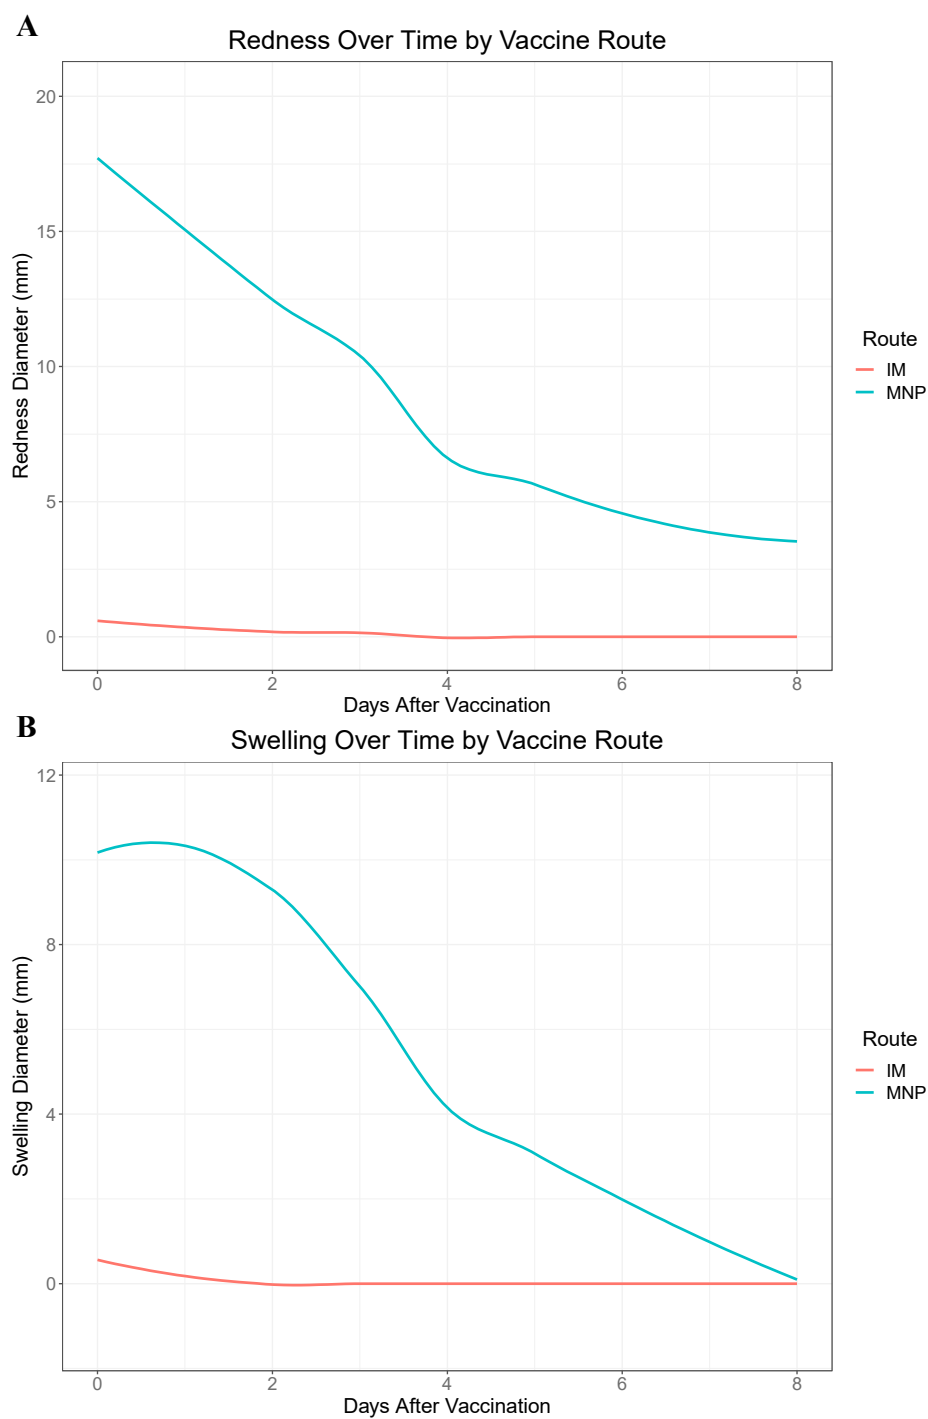 A
Redness Over Time by Vaccine Route
20
15
10
5
0
Redness Diameter (mm)
0 2 4 6 8
Days After Vaccination
Route
IM
MNP
B
Swelling Over Time by Vaccine Route
12
8
4
0
Swelling Diameter (mm)
0 2 4 6 8
Days After Vaccination
Route
IM
MNP